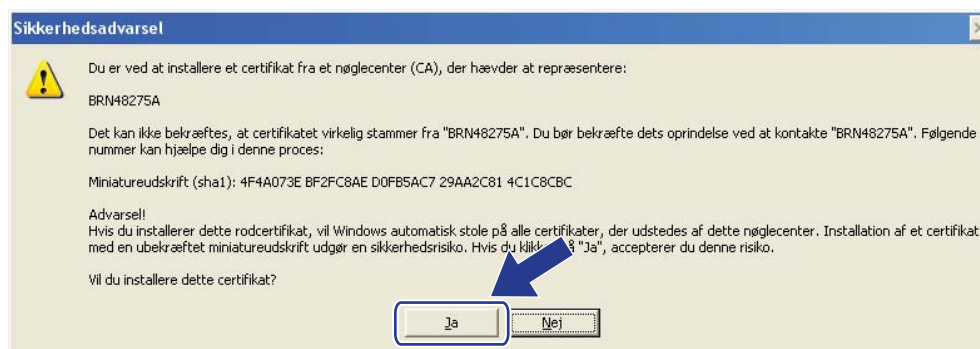 Sikkerhedsadvarsel
Du er ved at installere et certifikat fra et nøglecenter (CA), der hævder at repræsentere:
BRN48275A
Det kan ikke bekræftes, at certifikatet virkelig stammer fra "BRN48275A". Du bør bekræfte dets oprindelse ved at kontakte "BRN48275A". Følgende
nummer kan hjælpe dig i denne proces:
Miniatureudskrift (sha1): 4F4A073E BF2FC8AE D0FB5AC7 29AA2C81 4C1C8CBC
Advarsel!
Hvis du installerer dette rodcertifikat, vil Windows automatisk stole på alle certifikater, der udstedes af dette nøglecenter. Installation af et certifikat
med en ubekræftet miniatureudskrift udgør en sikkerhedsrisiko. Hvis du "Ja", accepterer du denne risiko.
Vil du installere dette certifikat?
Ja
Nej